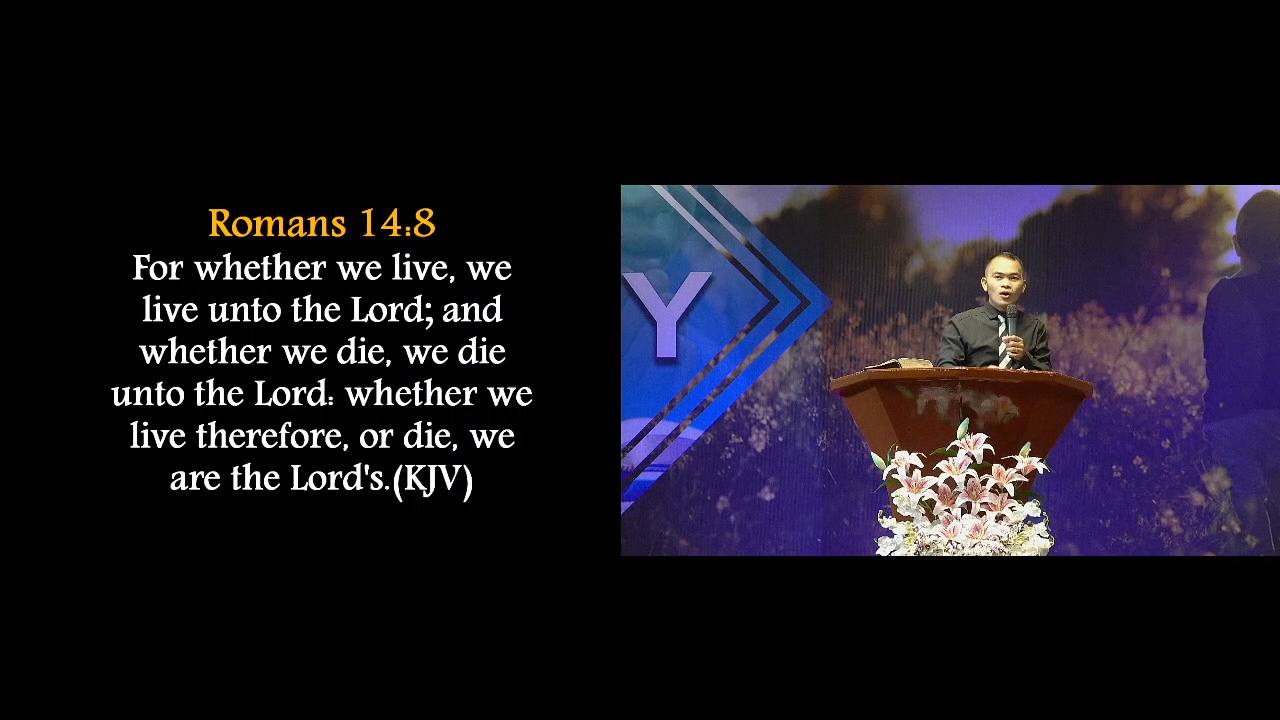 Romans 14:8
For whether we live, we
live unto the Lord; and
whether we die, we die
unto the Lord: whether we
live therefore, or die, we
are the Lord's.(KJV)
Y